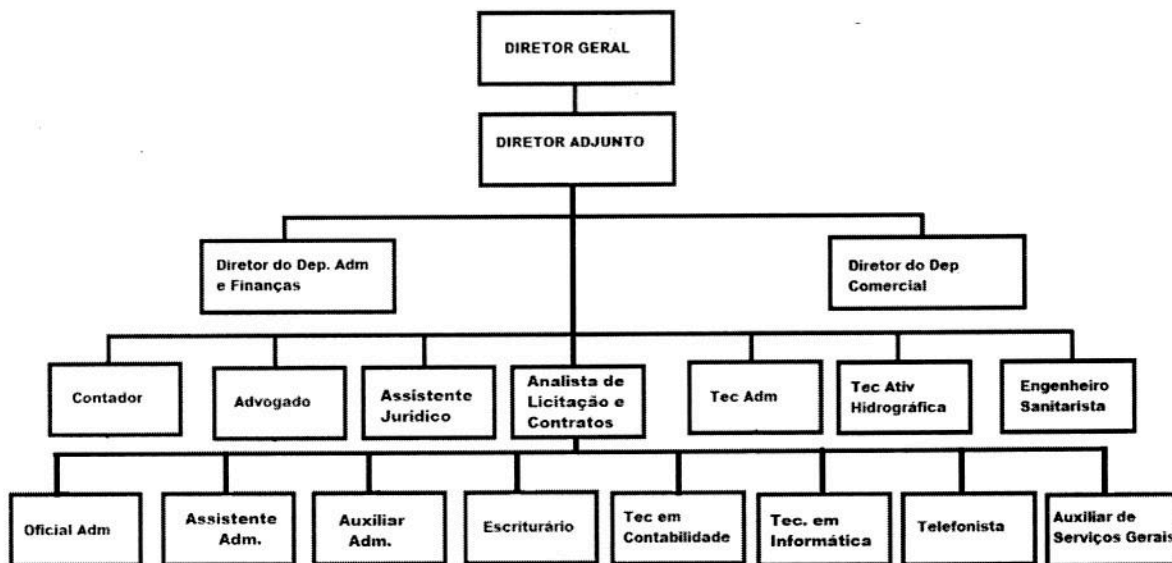 DIRETOR GERAL
DIRETOR ADJUNTO
Diretor do Dep. Adm
e Finanças
Diretor do Dep
Comercial
Contador
Advogado
Assistente
Juridico
Analista de
Licitação e
Contratos
Tec Adm
Tec Ativ
Hidrográfica
Engenheiro
Sanitarista
Oficial Adm
Assistente
Adm.
Auxiliar
Adm.
Escriturário
Tec em
Contabilidade
Tec. em
Informática
Telefonista
Auxiliar de
Serviços Gerais